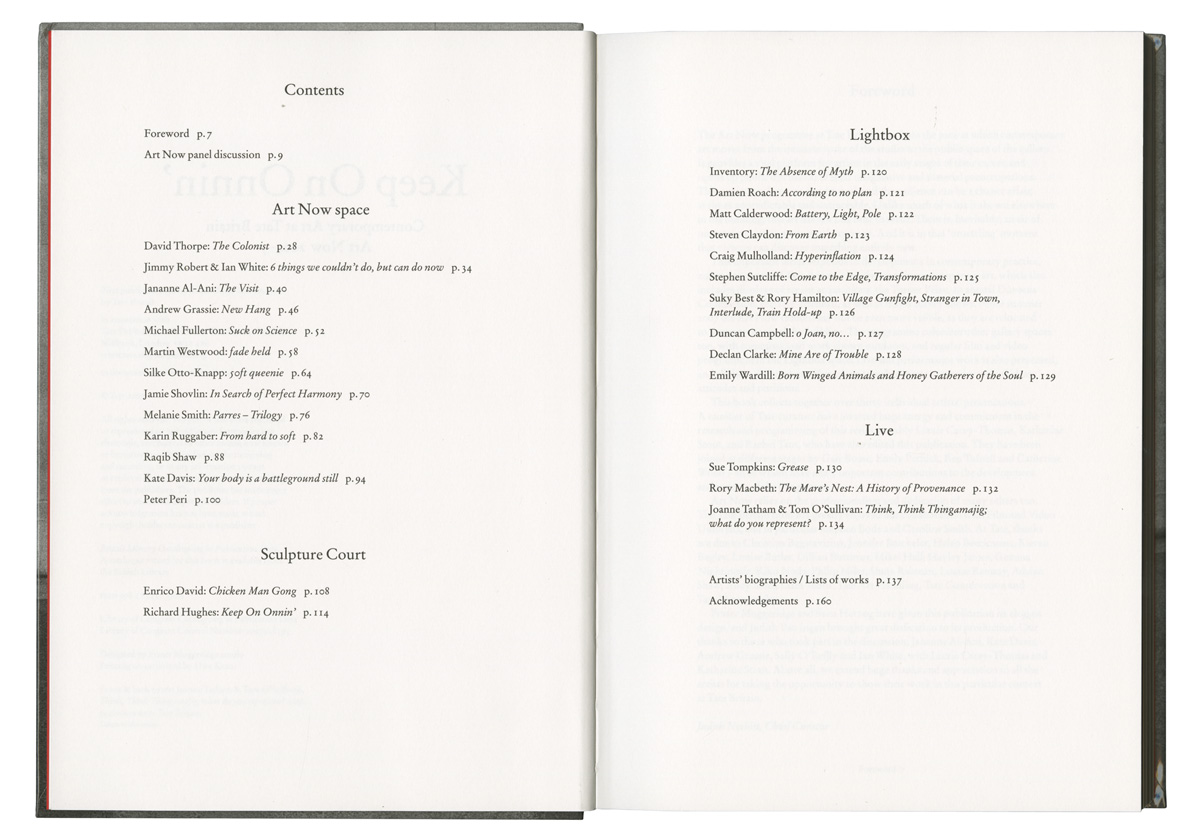 Contents
Foreword p.7
Art Now panel discussion p.9
Art Now space
David Thorpe: The Colonist p.28
Jimmy Robert & Ian White: 6 things we couldn't do, but can do now p.34
Jananne Al-Ani: The Visit p.40
Andrew Grassie: New Hang p.46
Michael Fullerton: Suck on Science p.52
Martin Westwood: fade held p.58
Silke Otto-Knapp: 50ft queenie p.64
Jamie Shovlin: In Search of Perfect Harmony p.70
Melanie Smith: Parres – Trilogy p.76
Karin Ruggaber: From hard to soft p.82
Raqib Shaw p.88
Kate Davis: Your body is a battleground still p.94
Peter Peri p.100
Sculpture Court
Enrico David: Chicken Man Gong p.108
Richard Hughes: Keep On Onnin' p.114
Lightbox
Inventory: The Absence of Myth p.120
Damien Roach: According to no plan p.121
Matt Calderwood: Battery, Light, Pole p.122
Steven Claydon: From Earth p.123
Craig Mulholland: Hyperinflation p.124
Stephen Sutcliffe: Come to the Edge, Transformations p.125
Suky Best & Rory Hamilton: Village Gunfight, Stranger in Town,
Interlude, Train Hold-up p.126
Duncan Campbell: o Joan, no... p.127
Declan Clarke: Mine Are of Trouble p.128
Emily Wardill: Born Winged Animals and Honey Gatherers of the Soul p.129
Live
Sue Tompkins: Grease p.130
Rory Macbeth: The Mare's Nest: A History of Provenance p.132
Joanne Tatham & Tom O'Sullivan: Think, Think Thingamajig;
what do you represent? p.134
Artists' biographies / Lists of works p.137
Acknowledgements p.160